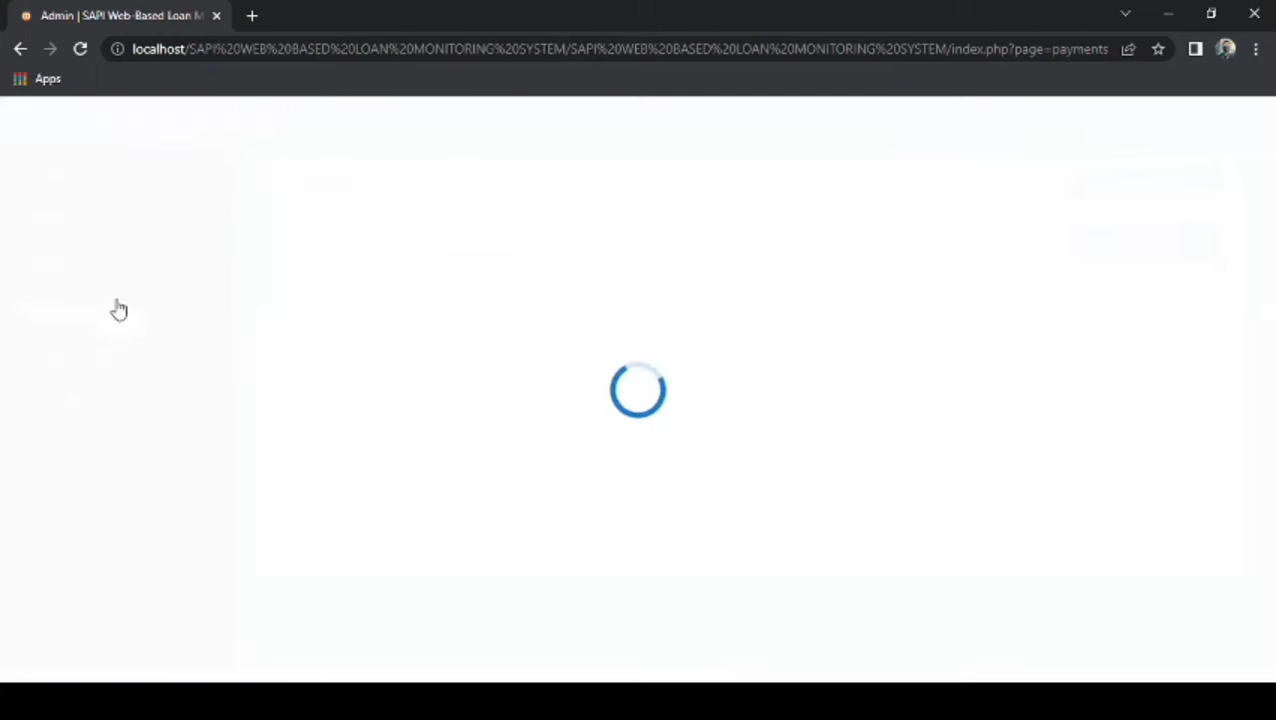 Admin | SAPI Web-Based Loan M
localhost/SAPI%20WEB%20BASED%20LOAN%20MONITORING%20SYSTEM/SAPI%20WEB%20BASED%20LOAN%20MONITORING%20SYSTEM/index.php?page=payments
Apps